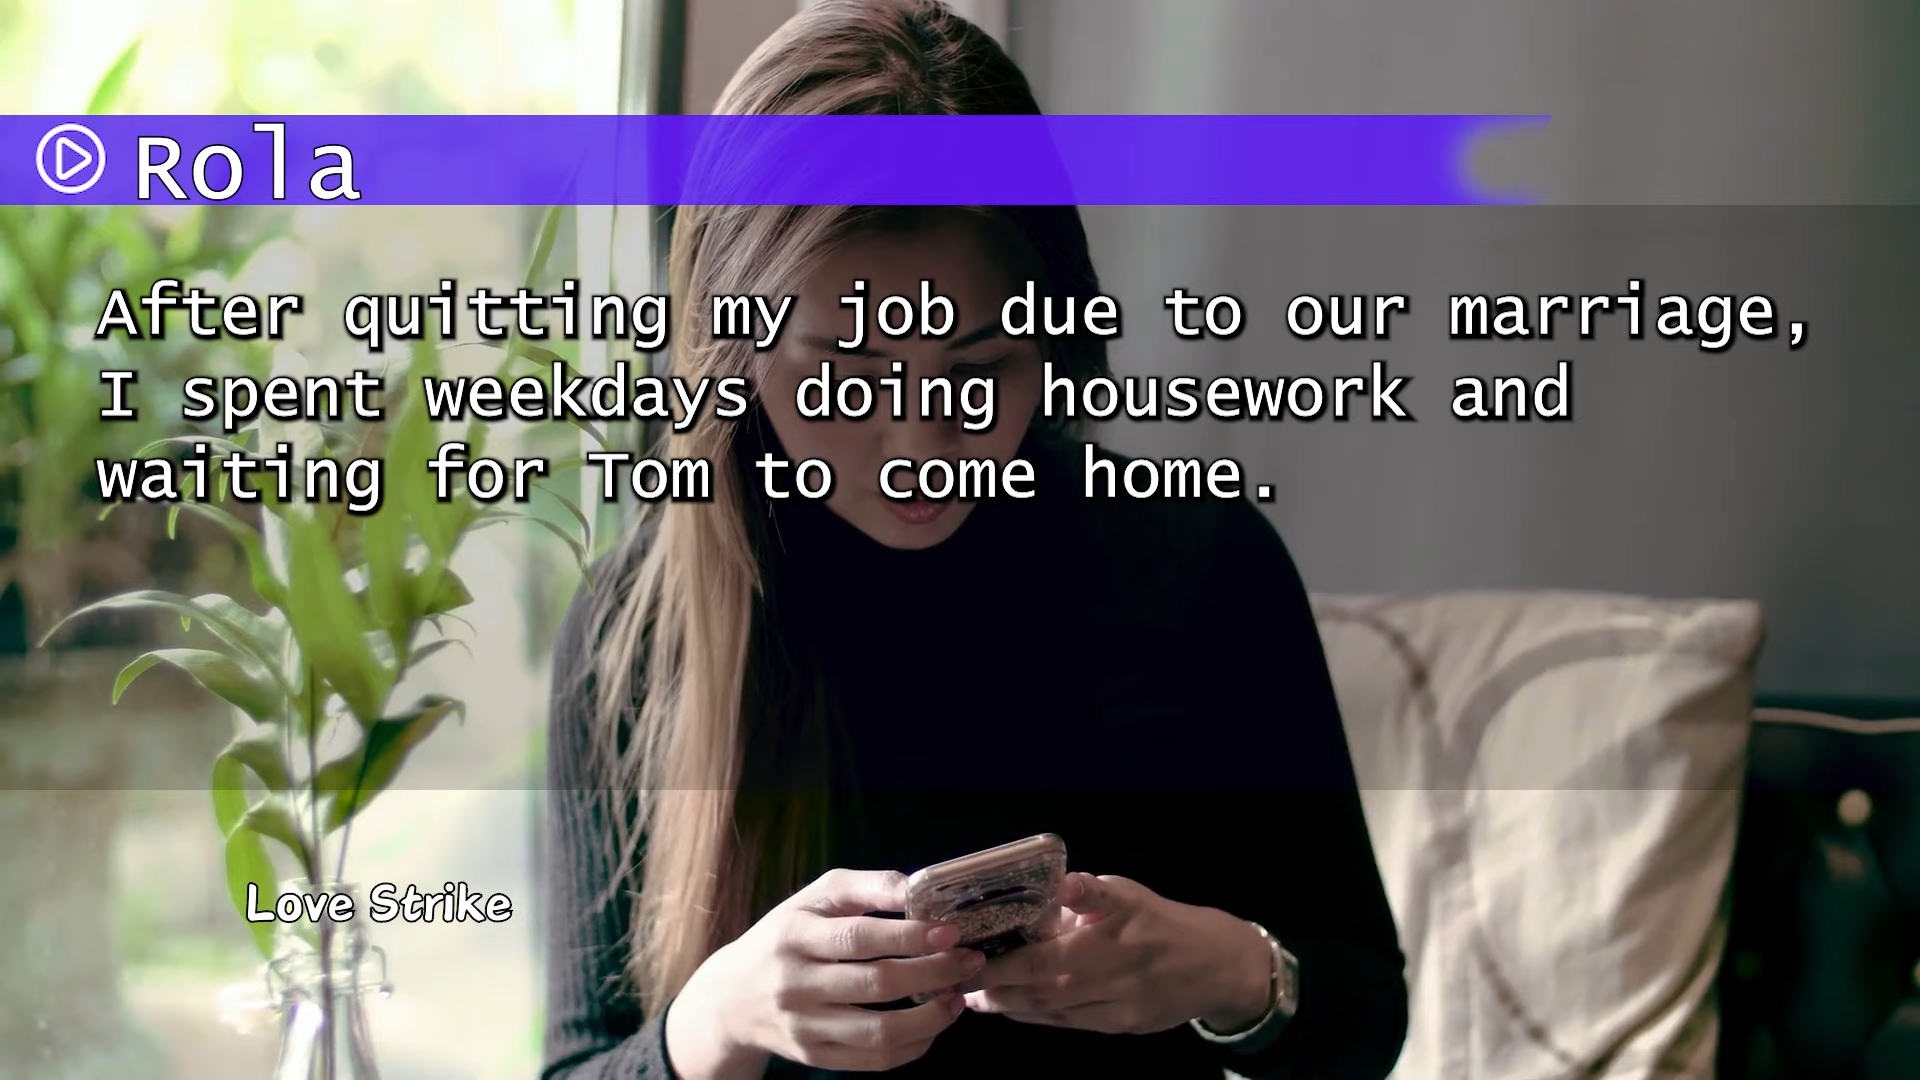 Rola
After quitting my job due to our marriage,
I spent weekdays doing housework and
waiting for Tom to come home.
Love Strike